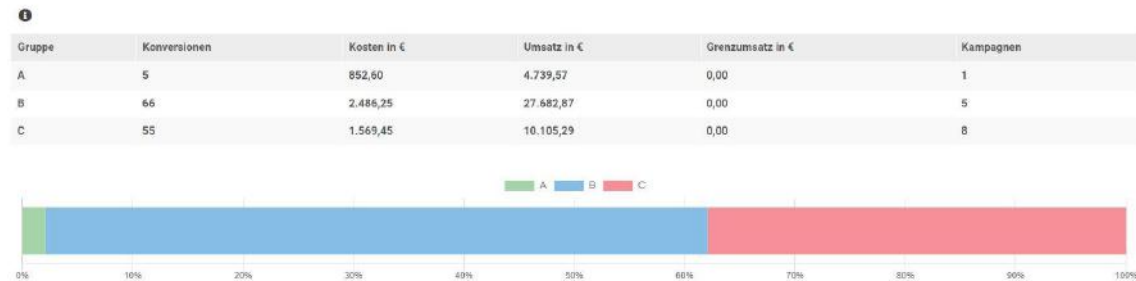 Gruppe Konversionen Kosten in € Umsatz in € Grenzumsatz in € Kampagnen
A 5 852,60 4.739,57 0,00 1
B 66 2.486,25 27.682,87 0,00 5
C 55 1.569,45 10.105,29 0,00 8
A B C
0% 10% 20% 30% 40% 50% 60% 70% 80% 90% 100%